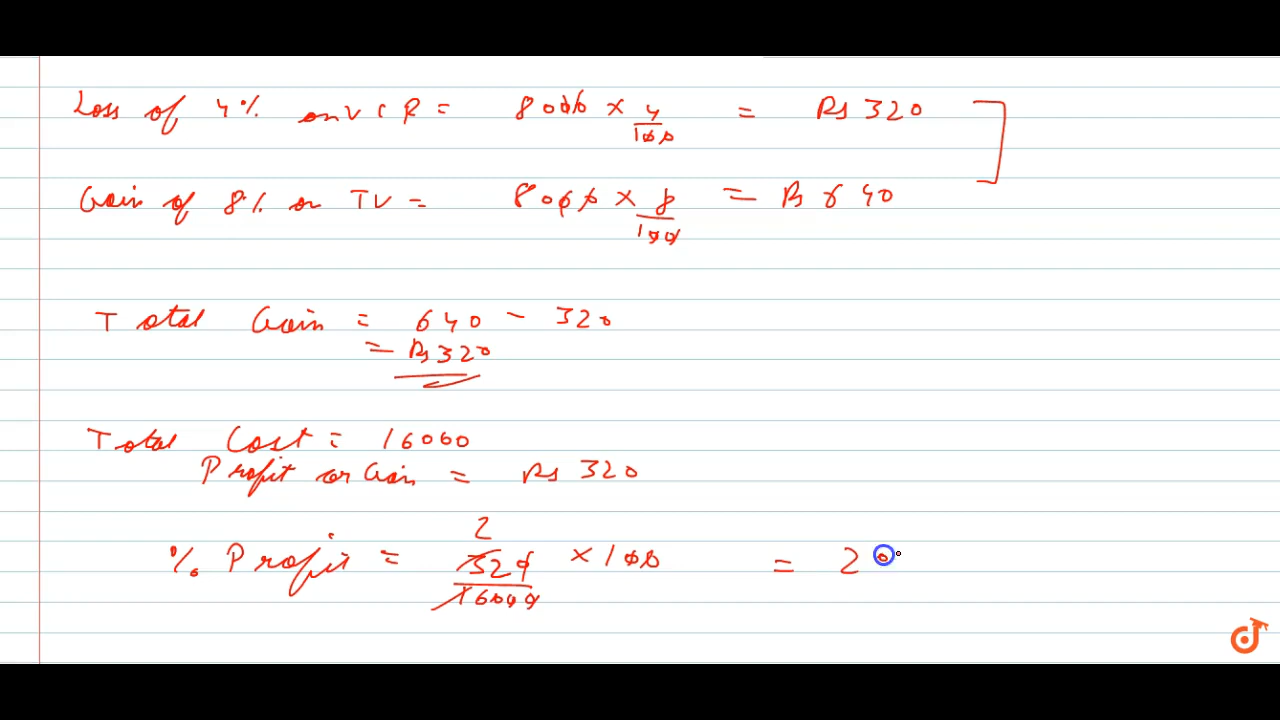 Loss of 4% on VCR = 8000 × 4/100 = Rs 320
Gain of 8% on TV = 8000 × 8/100 = Rs 640
Total Gain = 640 - 320
= Rs 320
Total Cost = 16000
Profit or Gain = Rs 320
2
% Profit = 320/16000 × 100 = 2